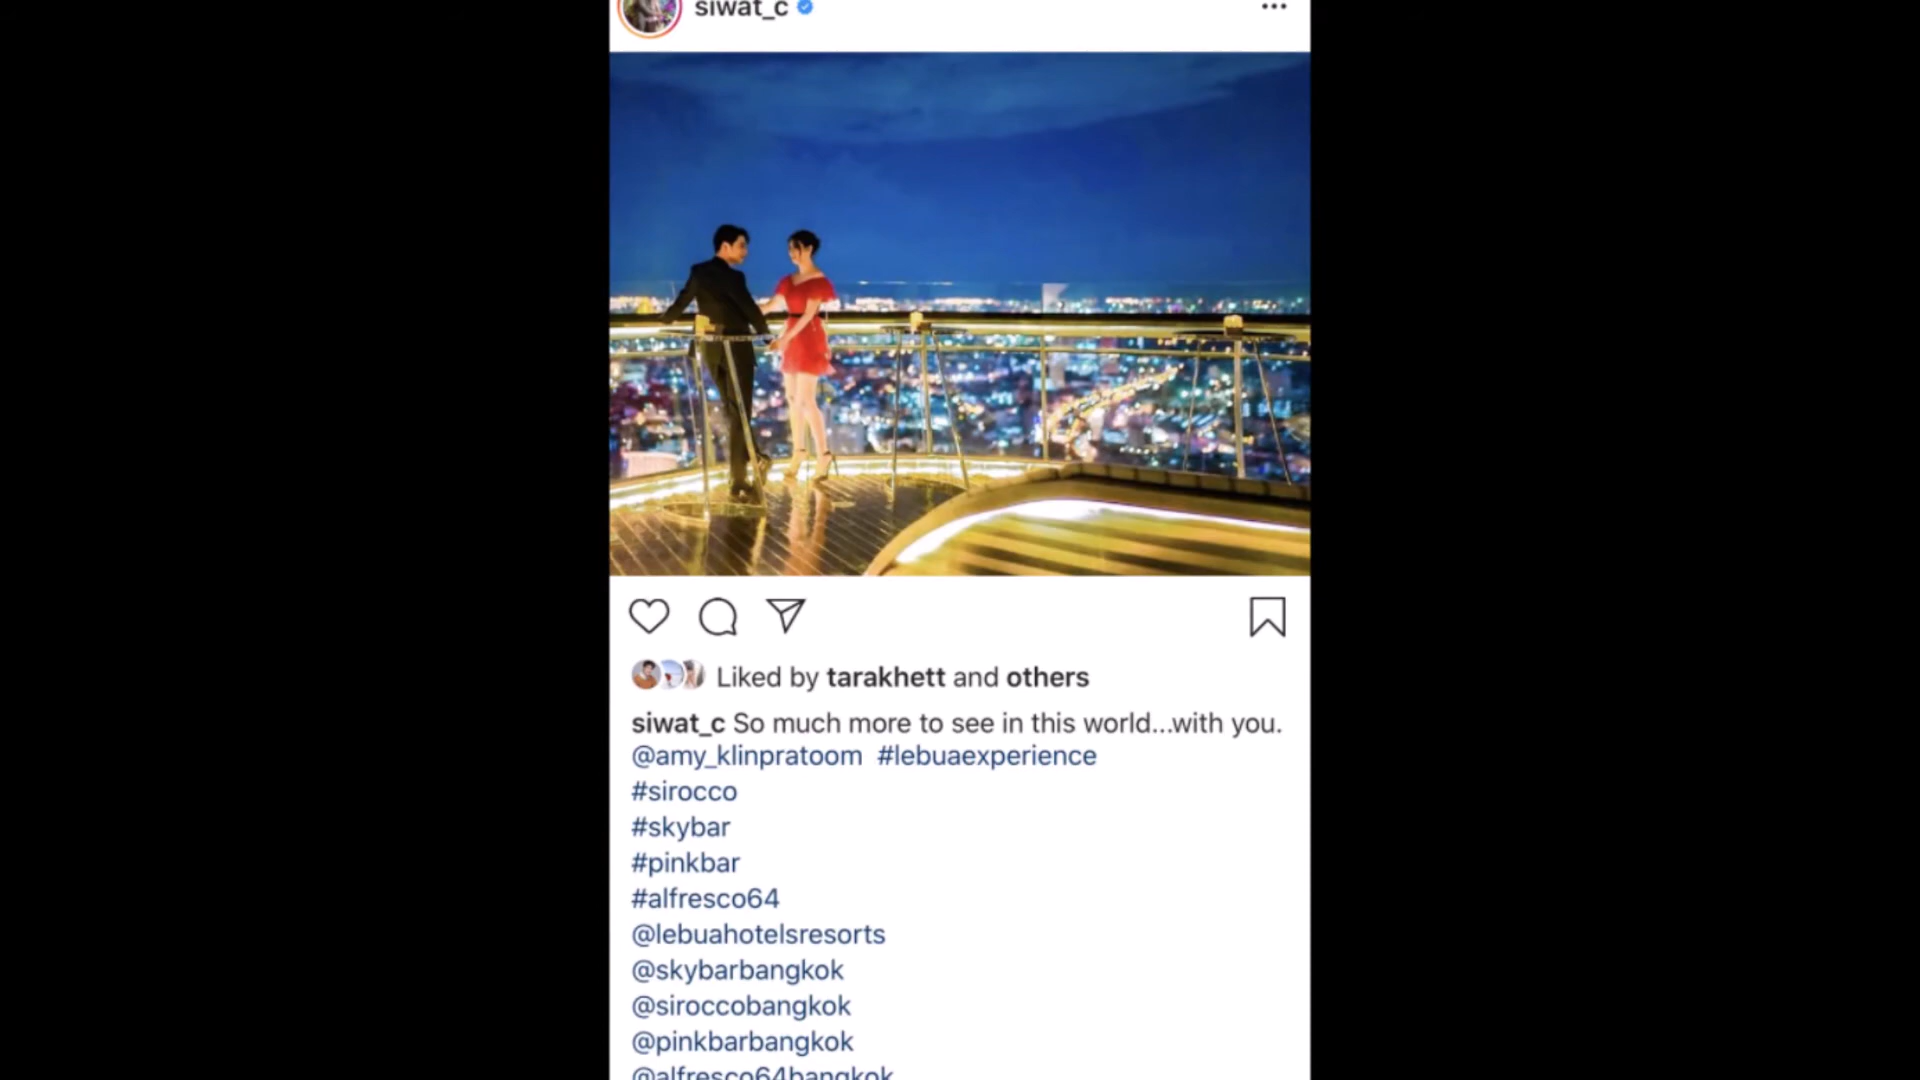 siwat_c
Liked by tarakhett and others
siwat_c So much more to see in this world...with you.
@amy_klinpratoom #lebuaexperience
#sirocco
#skybar
#pinkbar
#alfresco64
@lebuahotelsresorts
@skybarbangkok
@siroccobangkok
@pinkbarbangkok
@alfresco64bangkok